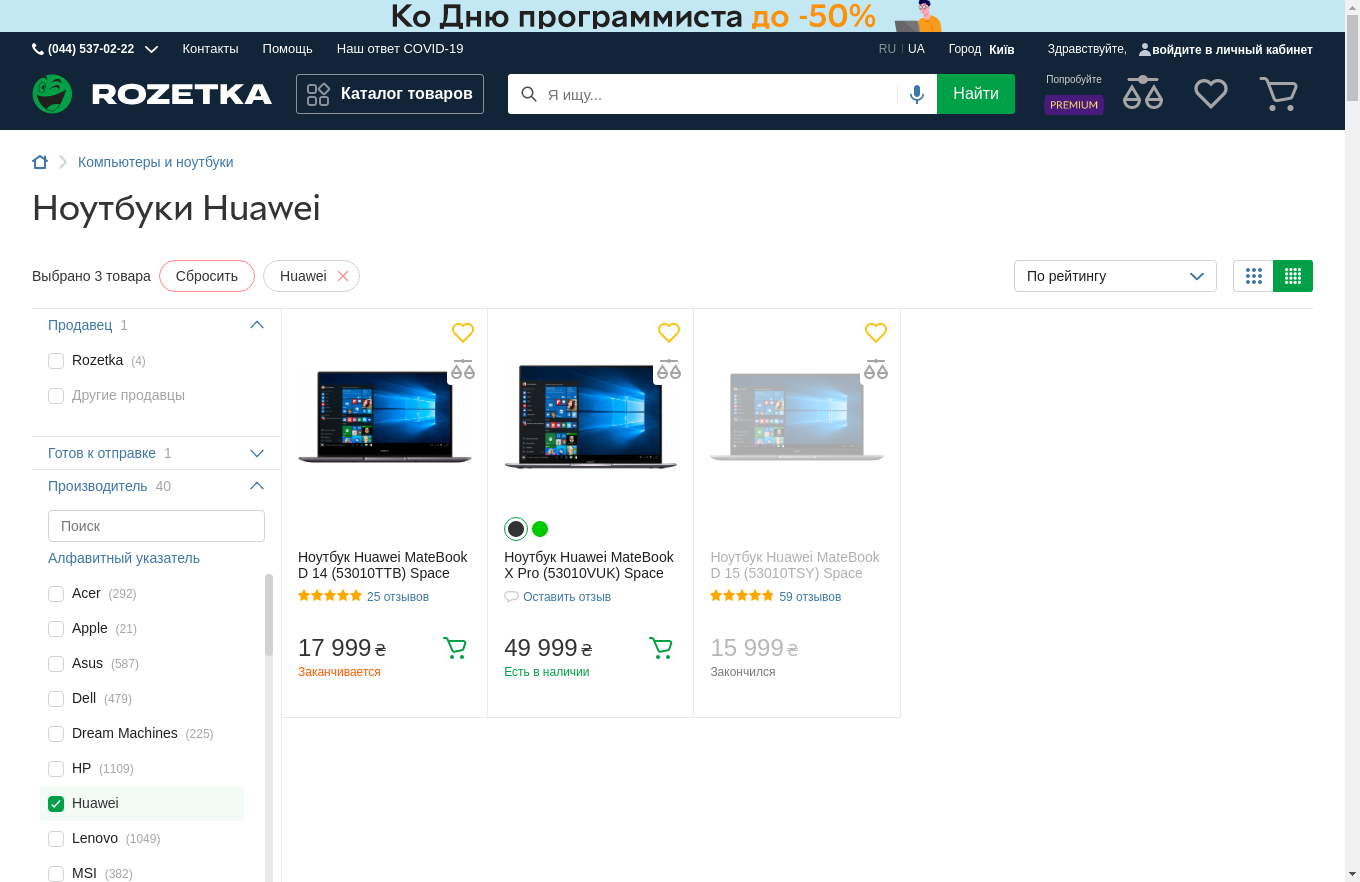 Ко Дню программиста до -50%
(044) 537-02-22 Контакты Помощь Наш ответ COVID-19 RU UA Город Київ Здравствуйте, войдите в личный кабинет
ROZETKA Каталог товаров Я ищу... Найти Попробуйте
PREMIUM
Компьютеры и ноутбуки
Ноутбуки Huawei
Выбрано 3 товара Сбросить Huawei По рейтингу
Продавец 1
Rozetka (4)
Другие продавцы
Готов к отправке 1
Производитель 40
Поиск
Алфавитный указатель
Acer (292)
Apple (21)
Asus (587)
Dell (479)
Dream Machines (225)
HP (1109)
Huawei
Lenovo (1049)
MSI (382)
Ноутбук Huawei MateBook
D 14 (53010TTB) Space
25 отзывов
17 999 ₴
Заканчивается
Ноутбук Huawei MateBook
X Pro (53010VUK) Space
Оставить отзыв
49 999 ₴
Есть в наличии
Ноутбук Huawei MateBook
D 15 (53010TSY) Space
59 отзывов
15 999 ₴
Закончился